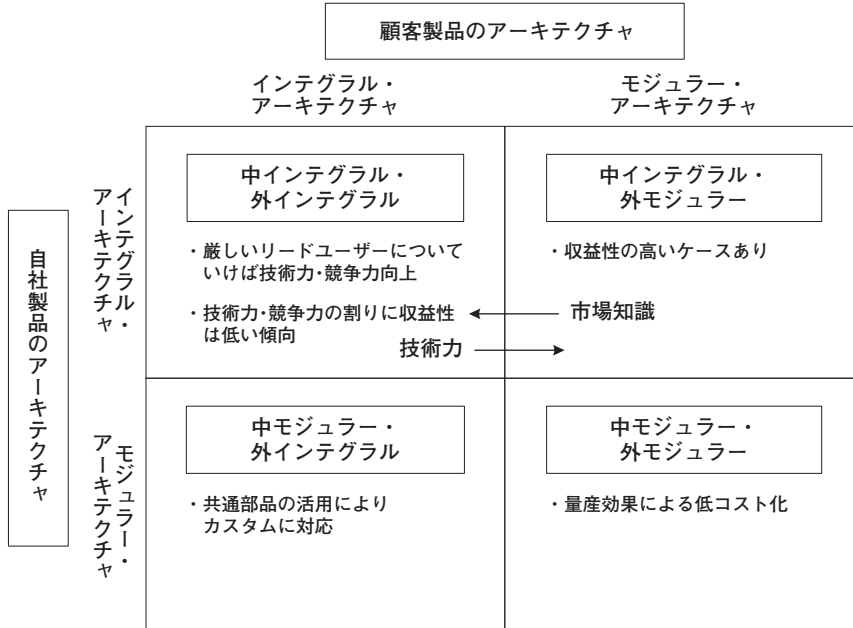 顧客製品のアーキテクチャ
インテグラル・
アーキテクチャ
モジュラー・
アーキテクチャ
自社製品のアーキテクチャ
インテグラル・
アーキテクチャ
中インテグラル・
外インテグラル
・厳しいリードユーザーについて
いけば技術力・競争力向上
・技術力・競争力の割りに収益性
は低い傾向
技術力
中インテグラル・
外モジュラー
・収益性の高いケースあり
市場知識
モジュラー・
アーキテクチャ
中モジュラー・
外インテグラル
・共通部品の活用により
カスタムに対応
中モジュラー・
外モジュラー
・量産効果による低コスト化